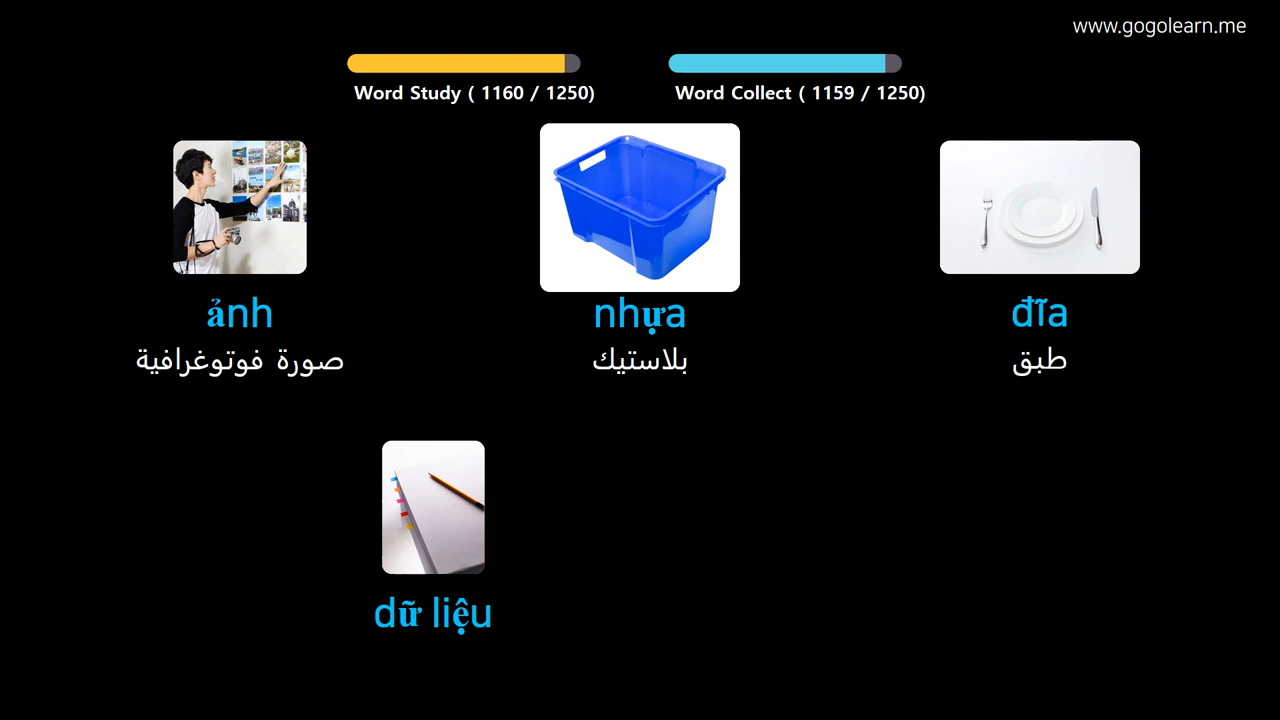 www.gogolearn.me
Word Study ( 1160 / 1250)
Word Collect ( 1159 / 1250)
ảnh
صورة فوتوغرافية
nhựa
بلاستيك
đĩa
طبق
dữ liệu